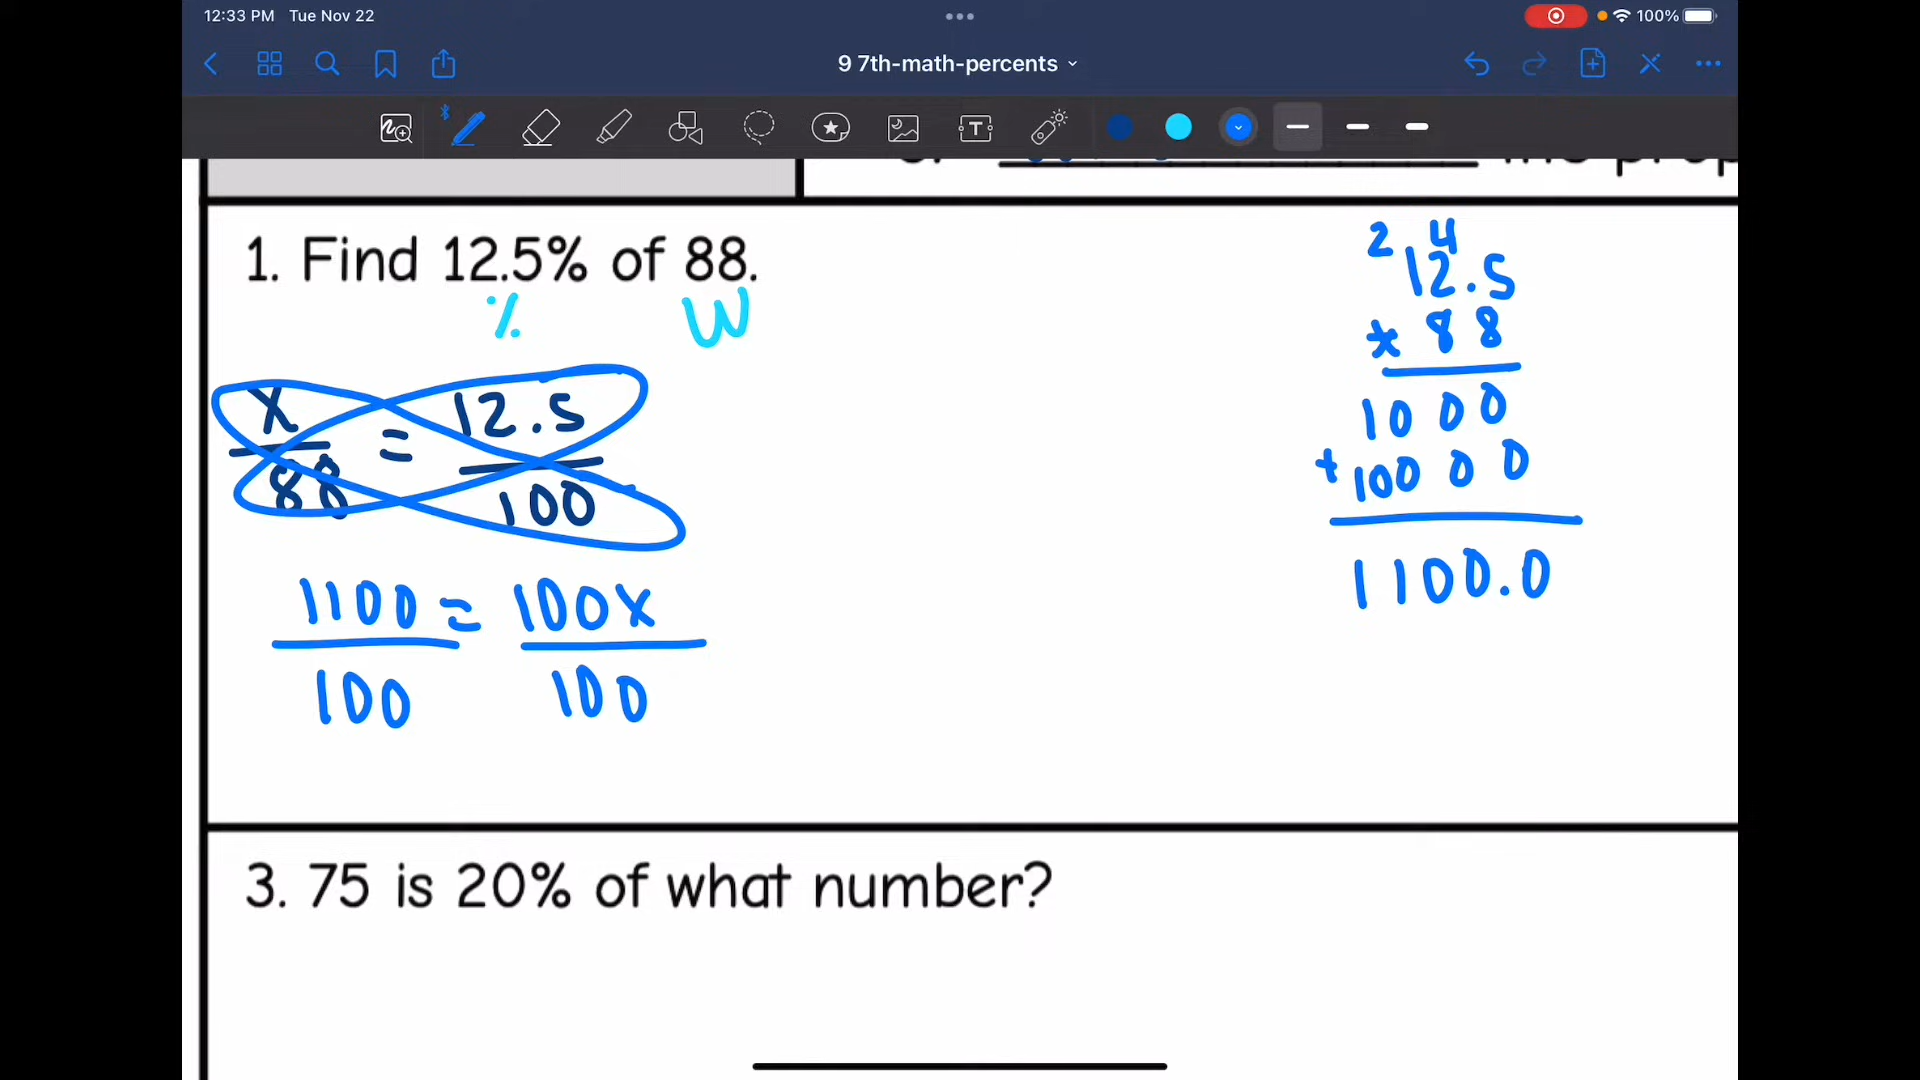 12:33 PM Tue Nov 22
100%
9 7th-math-percents
1. Find 12.5% of 88.
% W
x/88 = 12.5/100
1100/100 = 100x/100
2 4
12.5
* 88
1000
+ 10000
1100.0
3. 75 is 20% of what number?